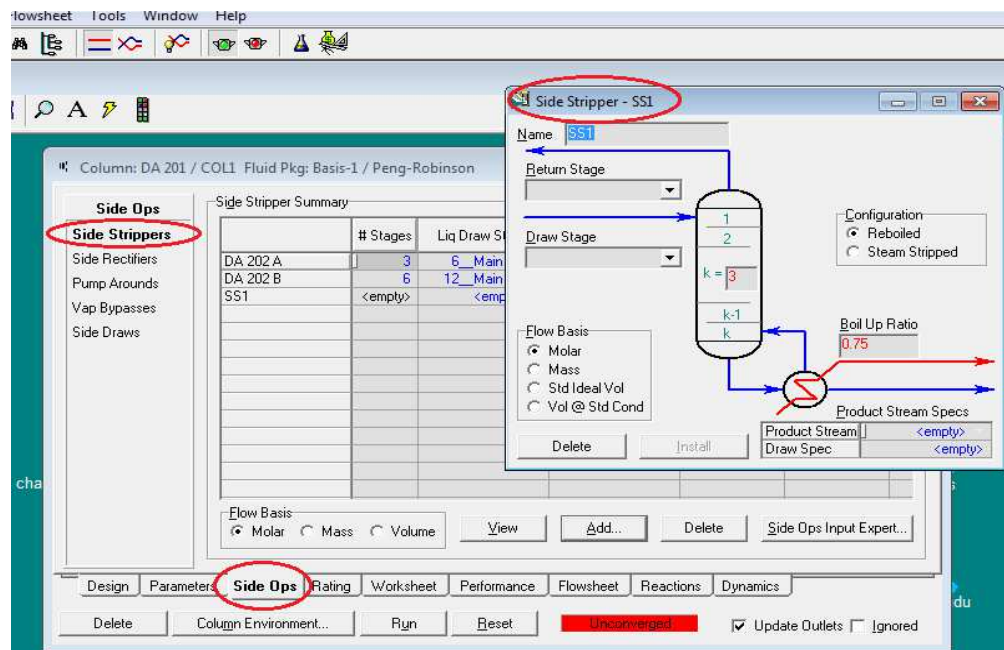 Flowsheet Tools Window Help
A
Column: DA 201 / COL1 Fluid Pkg: Basis-1 / Peng-Robinson
Side Ops
Side Strippers
Side Rectifiers
Pump Arounds
Vap Bypasses
Side Draws
Side Stripper Summary
# Stages Liq Draw S
DA 202 A 3 6__Main
DA 202 B 6 12__Main
SS1 <empty> <emp
Flow Basis
Molar Mass Volume
View Add... Delete Side Ops Input Expert...
Design Parameters Side Ops Rating Worksheet Performance Flowsheet Reactions Dynamics
Delete Column Environment... Run Reset Unconverged Update Outlets Ignored
Side Stripper - SS1
Name SS1
Return Stage
Draw Stage
1
2
k = 3
k-1
k
Configuration
Reboiled
Steam Stripped
Flow Basis
Molar
Mass
Std Ideal Vol
Vol @ Std Cond
Boil Up Ratio
0.75
Product Stream Specs
Product Stream <empty>
Draw Spec <empty>
Delete Install
cha
s
du